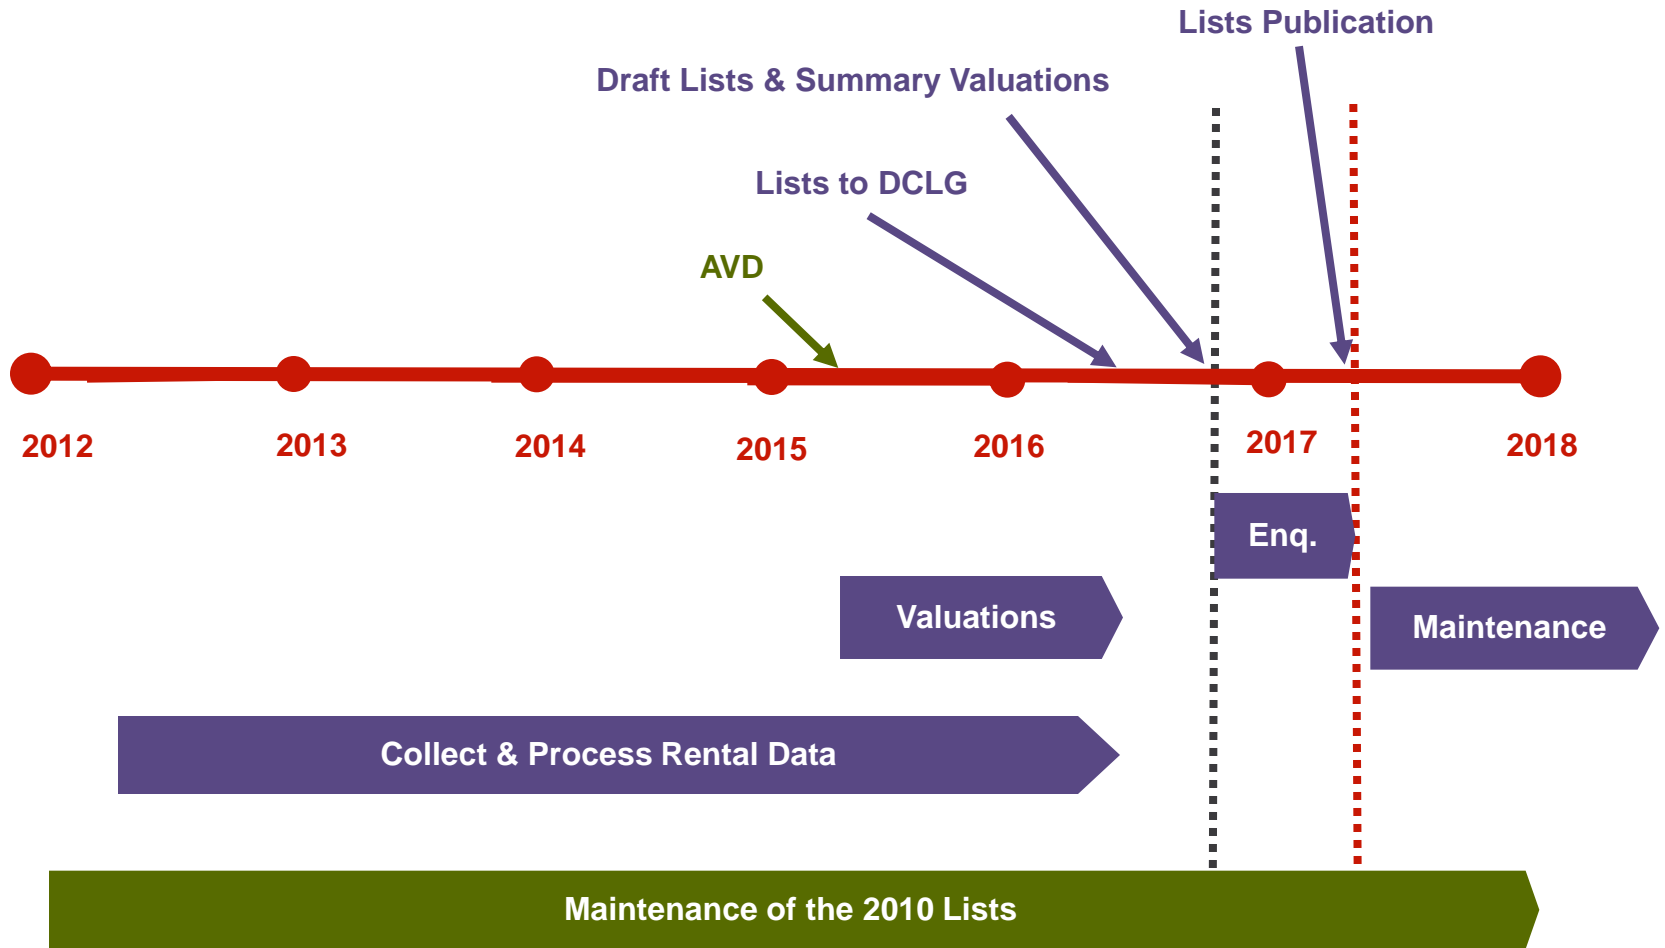 Lists Publication
Draft Lists & Summary Valuations
Lists to DCLG
AVD
2012
2013
2014
2015
2016
2017
2018
Enq.
Valuations
Maintenance
Collect & Process Rental Data
Maintenance of the 2010 Lists